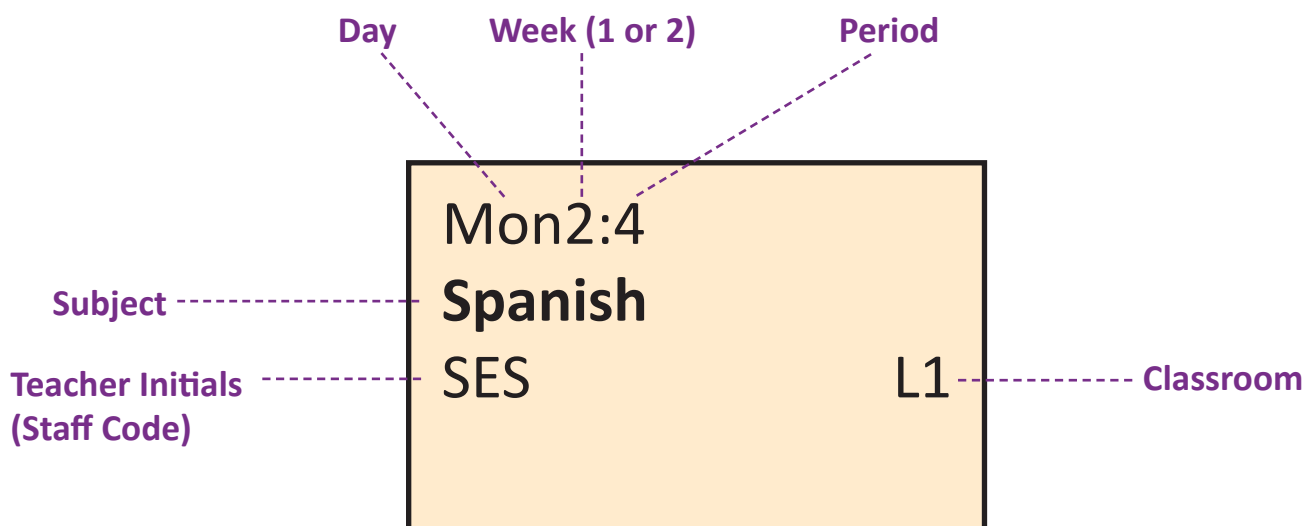 Day Week (1 or 2) Period
Mon2:4
Subject Spanish
Teacher Initials SES L1 Classroom
(Staff Code)